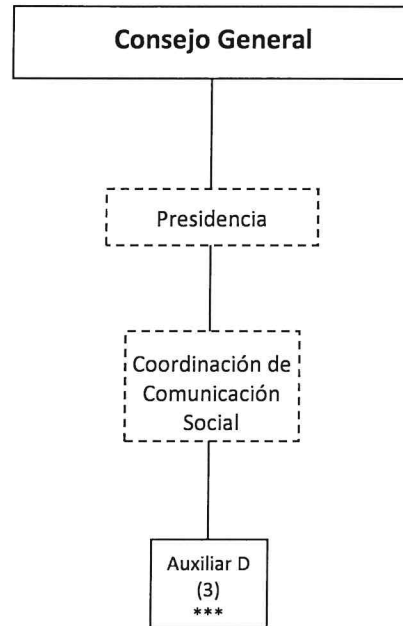 Consejo General
Presidencia
Coordinación de
Comunicación
Social
Auxiliar D
(3)
***